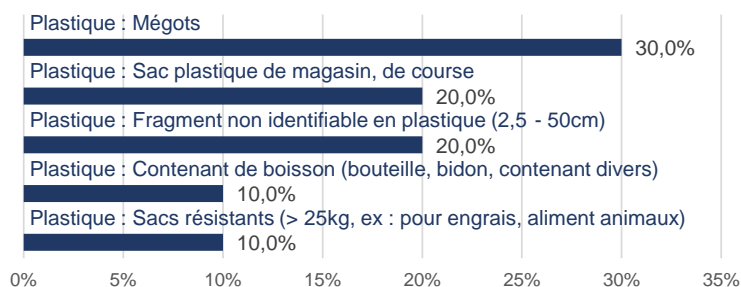 Plastique : Mégots
30,0%
Plastique : Sac plastique de magasin, de course
20,0%
Plastique : Fragment non identifiable en plastique (2,5 - 50cm)
20,0%
Plastique : Contenant de boisson (bouteille, bidon, contenant divers)
10,0%
Plastique : Sacs résistants (> 25kg, ex : pour engrais, aliment animaux)
10,0%
0% 5% 10% 15% 20% 25% 30% 35%